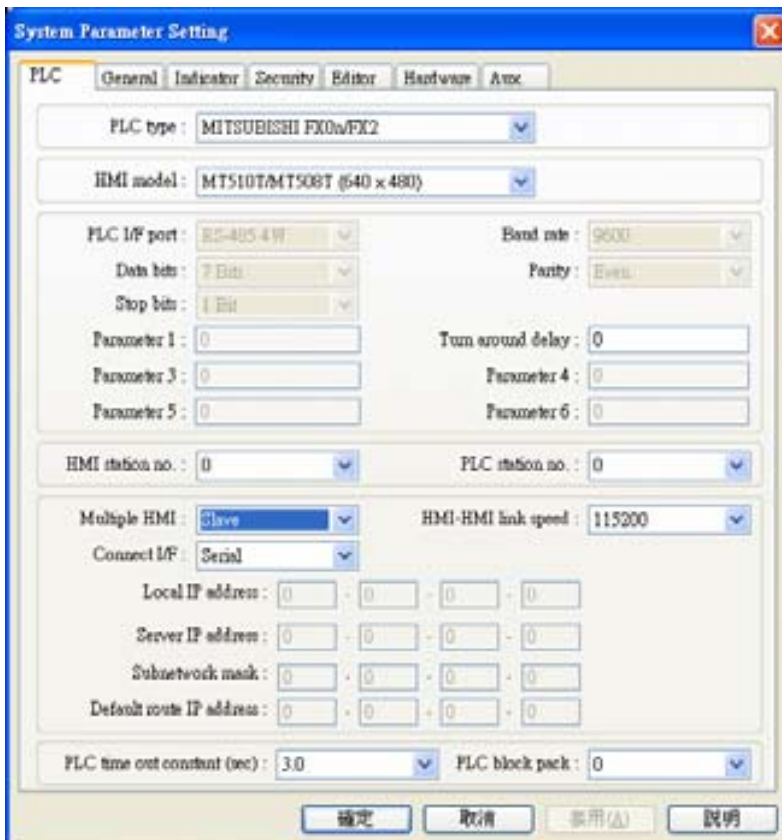 System Parameter Setting
PLC General Indicator Security Editor Hardware Aux.
PLC type : MITSUBISHI FX0n/FX2
HMI model : MT510T/MT508T (640 x 480)
PLC I/F port : RS-485 4W Baud rate : 9600
Data bits : 7 Bits Parity : Even
Stop bits : 1 Bit
Parameter 1 : 0 Turn around delay : 0
Parameter 3 : 0 Parameter 4 : 0
Parameter 5 : 0 Parameter 6 : 0
HMI station no. : 0 PLC station no. : 0
Multiple HMI : Slave HMI-HMI link speed : 115200
Connect I/F : Serial
Local IP address : 0 . 0 . 0 . 0
Server IP address : 0 . 0 . 0 . 0
Subnetwork mask : 0 . 0 . 0 . 0
Default route IP address : 0 . 0 . 0 . 0
PLC time out constant (sec) : 3.0 PLC block pack : 0
確定 取消 套用(A) 説明